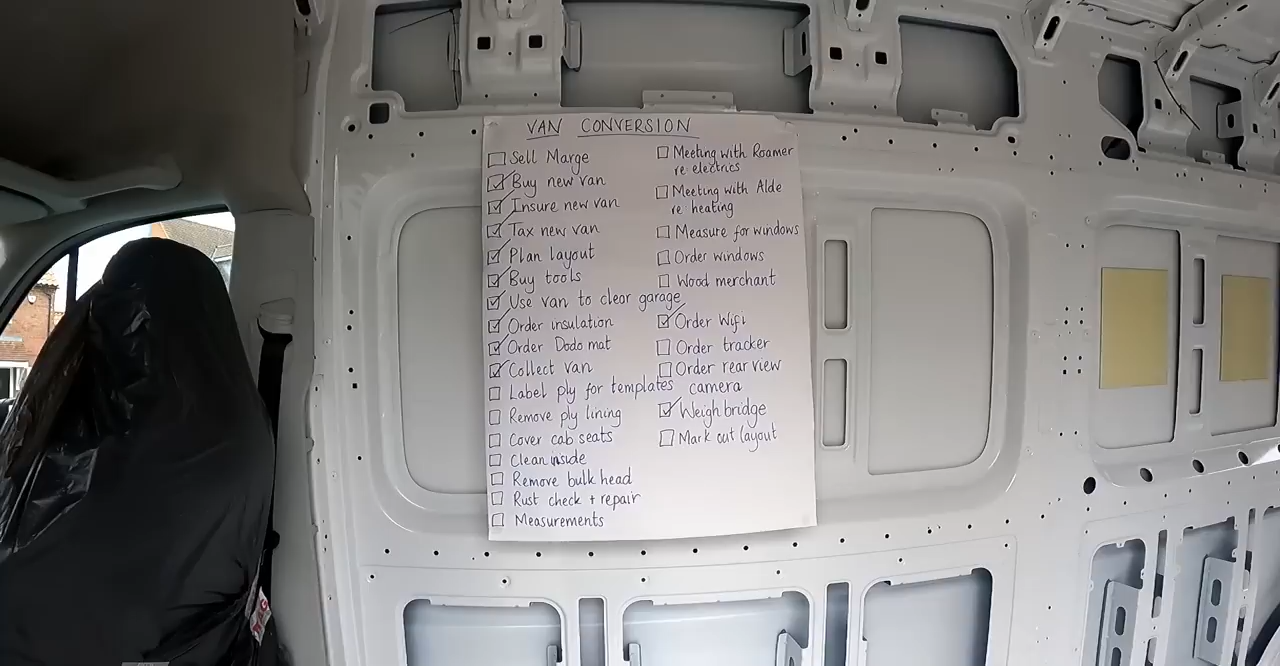 VAN CONVERSION
Sell Marge
Buy new van
Insure new van
Tax new van
Plan layout
Buy tools
Use van to clear garage
Order insulation
Order Dodo mat
Collect van
Label ply for templates
Remove ply lining
Cover cab seats
Clean inside
Remove bulk head
Rust check + repair
Measurements
Meeting with Roamer
re electrics
Meeting with Alde
re heating
Measure for windows
Order windows
Wood merchant
Order Wifi
Order tracker
Order rear view
camera
Weigh bridge
Mark out layout